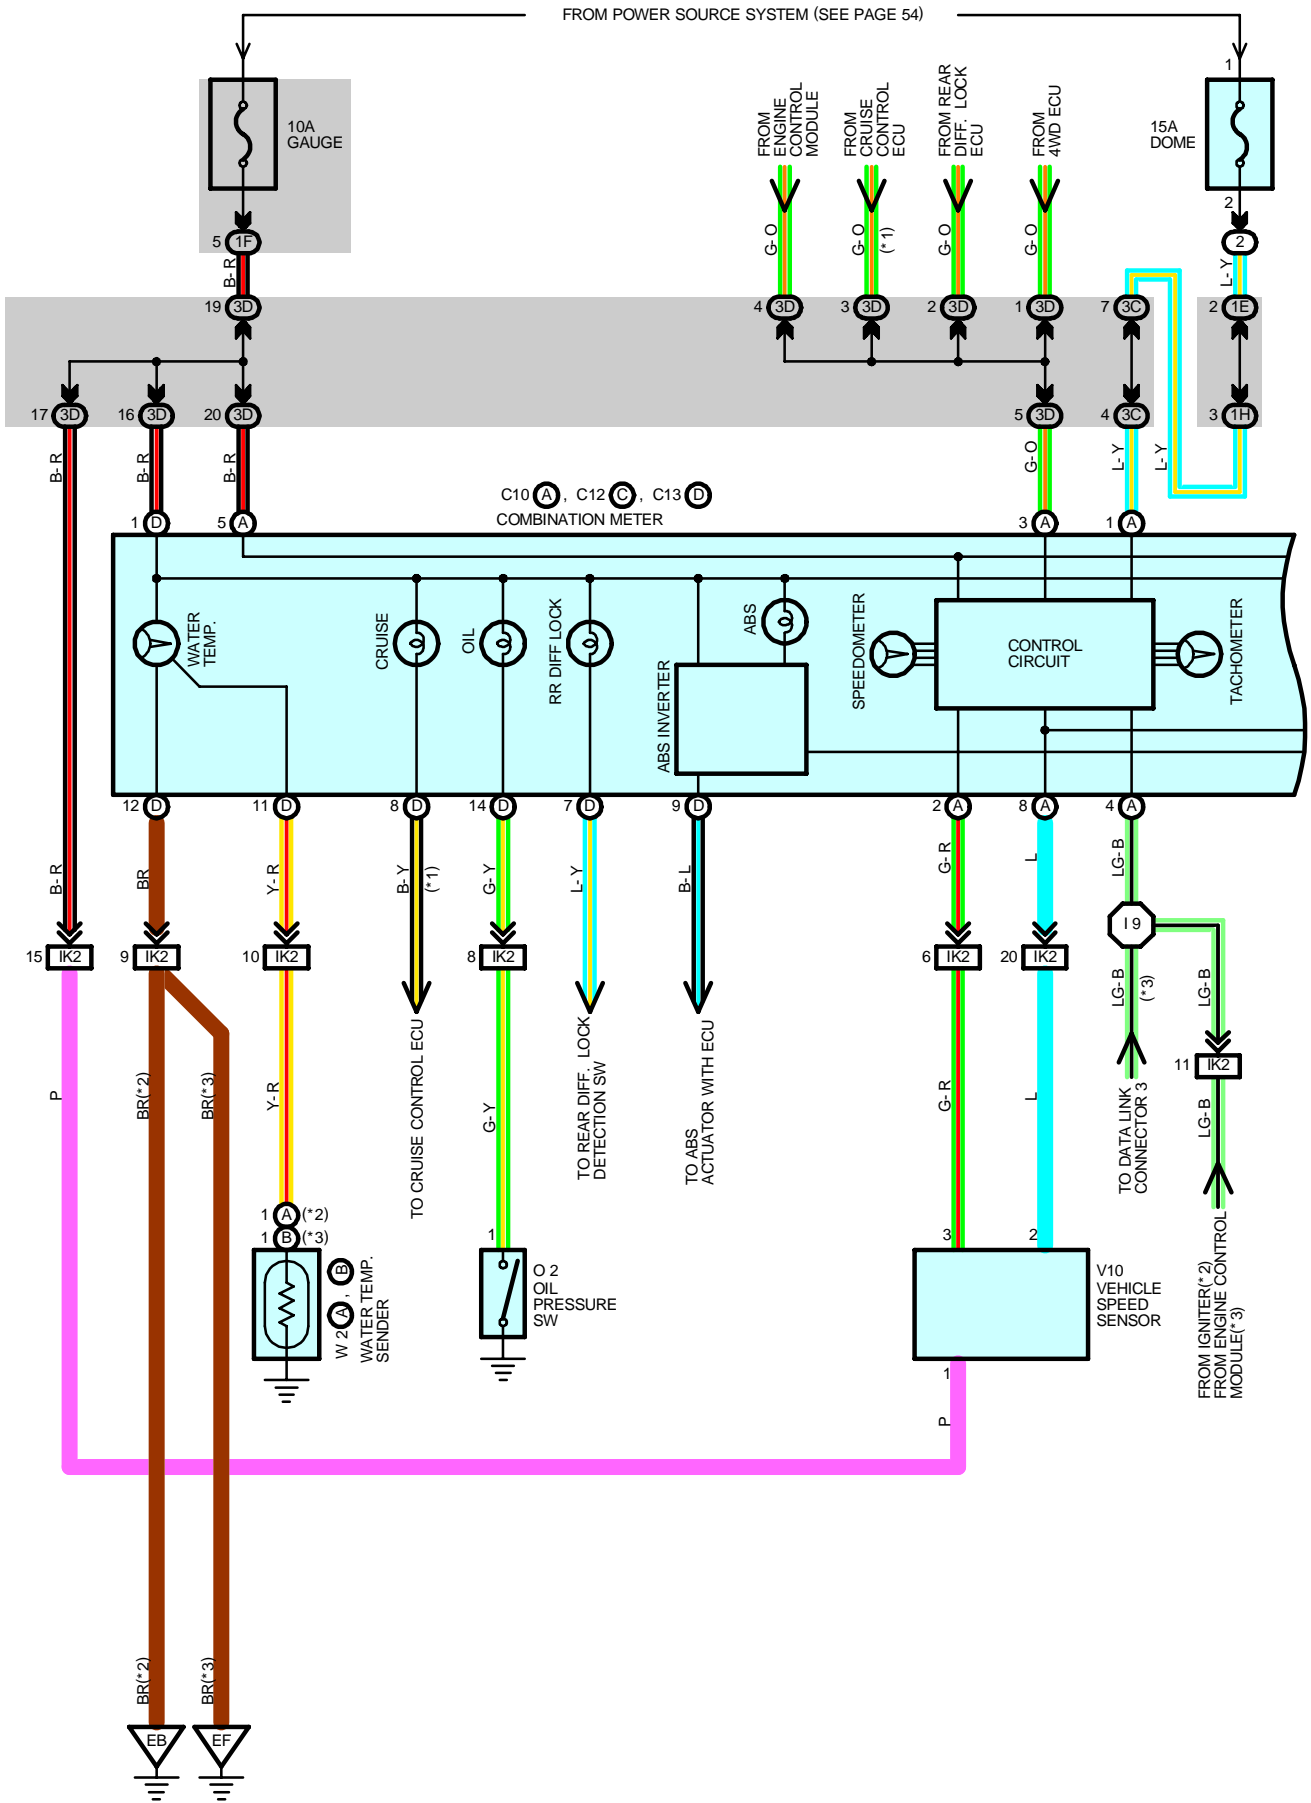 FROM POWER SOURCE SYSTEM (SEE PAGE 54)
1
10A
GAUGE
FROM
ENGINE
CONTROL
MODULE
FROM
CRUISE
CONTROL
ECU
FROM REAR
DIFF. LOCK
ECU
FROM
4WD ECU
15A
DOME
2
5 1F
G-O
G-O
(*1)
G-O
G-O
2
B-R
L-Y
19 3D
4 3D
3 3D
2 3D
1 3D
7 3C
2 1E
17 3D
16 3D
20 3D
5 3D
4 3C
3 1H
B-R
B-R
B-R
G-O
L-Y
L-Y
C10 A, C12 C, C13 D
COMBINATION METER
1 D
5 A
3 A
1 A
WATER
TEMP.
CRUISE
OIL
RR DIFF LOCK
ABS
ABS INVERTER
SPEEDOMETER
CONTROL
CIRCUIT
TACHOMETER
12 D
11 D
8 D
14 D
7 D
9 D
2 A
8 A
4 A
B-R
BR
Y-R
B-Y
(*1)
G-Y
L-Y
B-L
G-R
L
LG-B
I9
15 IK2
9 IK2
10 IK2
8 IK2
6 IK2
20 IK2
LG-B
(*3)
LG-B
11 IK2
P
BR(*2)
BR(*3)
Y-R
TO CRUISE CONTROL ECU
G-Y
TO REAR DIFF. LOCK
DETECTION SW
TO ABS
ACTUATOR WITH ECU
G-R
L
TO DATA LINK
CONNECTOR 3
LG-B
1 A (*2)
1 B (*3)
W2 A, B
WATER TEMP.
SENDER
1
O2
OIL
PRESSURE
SW
3
2
V10
VEHICLE
SPEED
SENSOR
FROM IGNITER(*2)
FROM ENGINE CONTROL
MODULE(*3)
1
P
BR(*2)
BR(*3)
EB
EF